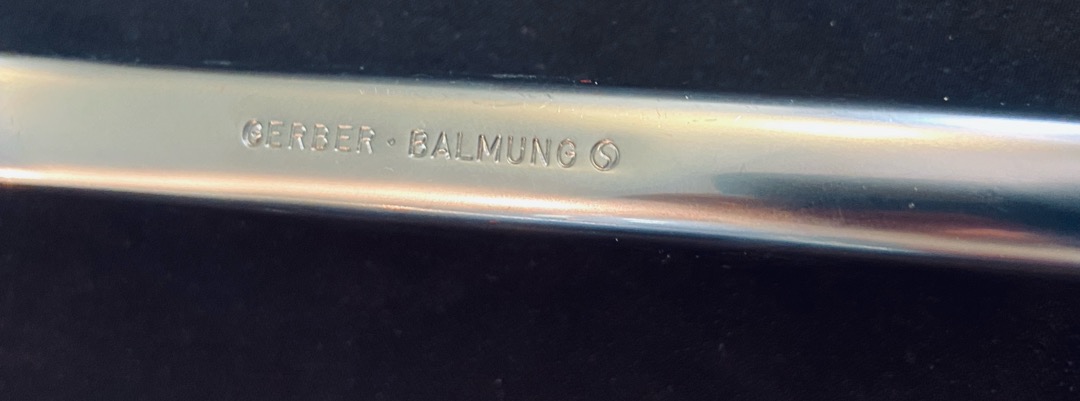 GERBER · BALMUNG Ⓢ